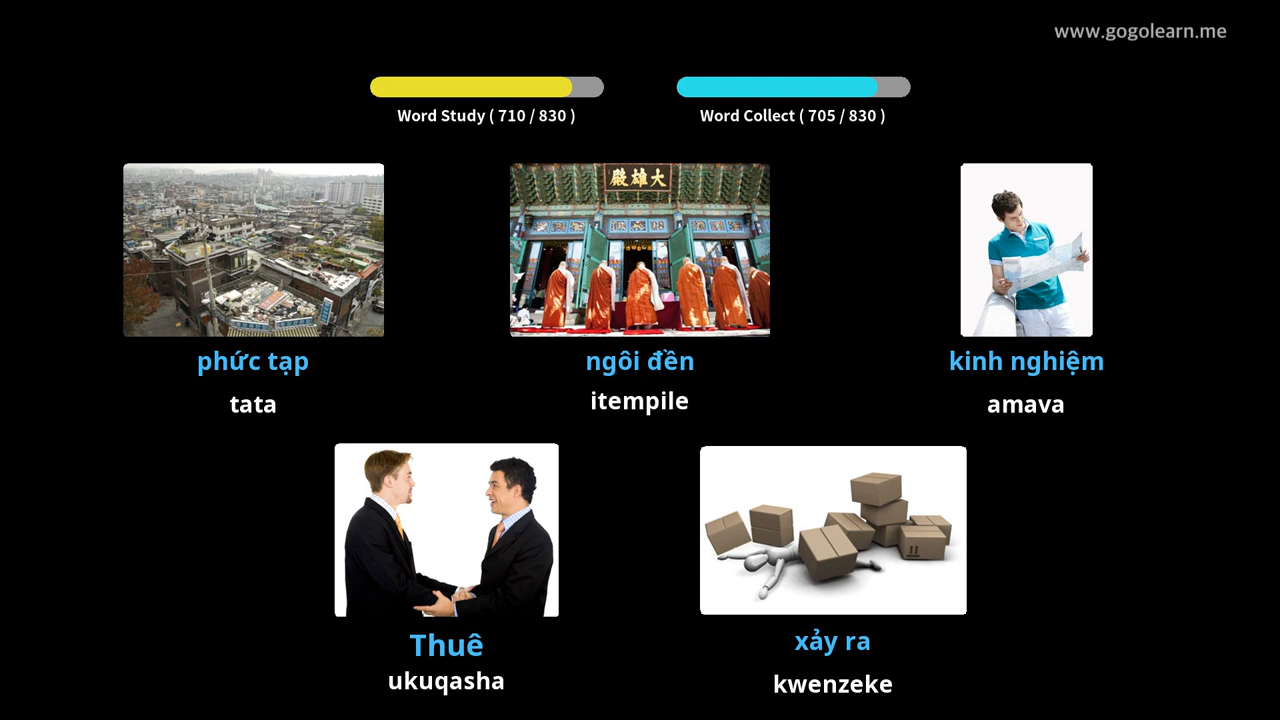 www.gogolearn.me
Word Study ( 710 / 830 )
Word Collect ( 705 / 830 )
大雄殿
phức tạp
ngôi đền
kinh nghiệm
tata
itempile
amava
Thuê
xảy ra
ukuqasha
kwenzeke